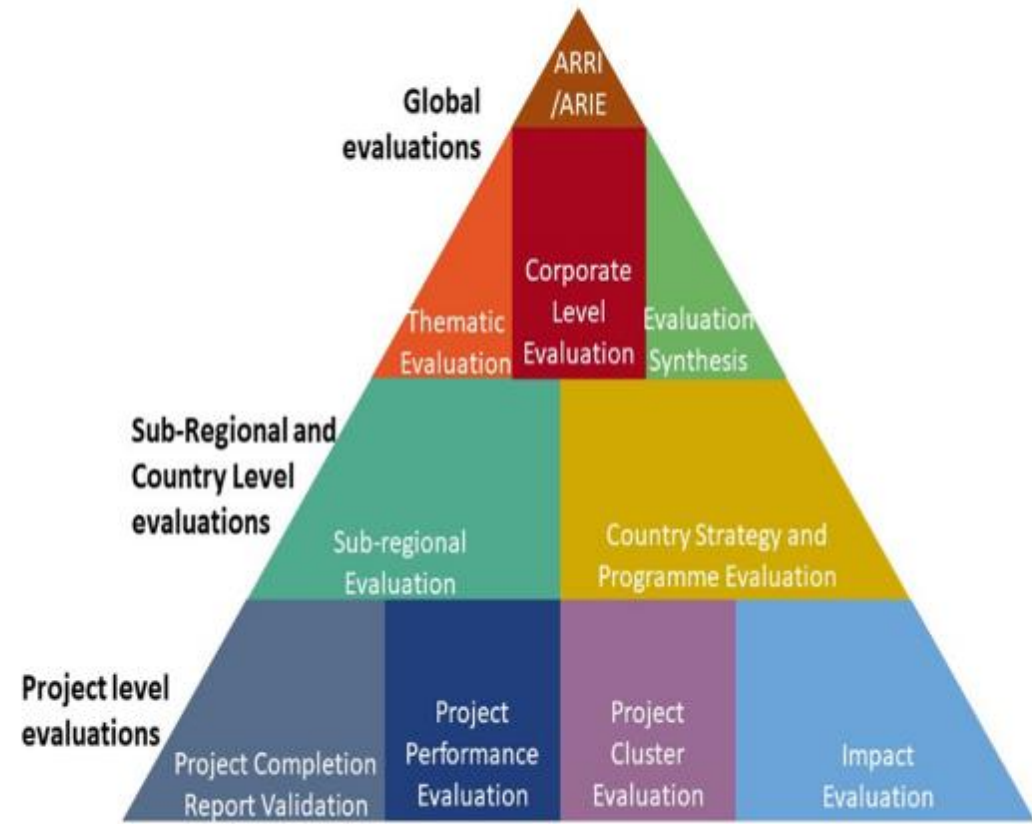 ARRI
/ARIE
Global
evaluations
Thematic
Evaluation
Corporate
Level
Evaluation
Evaluation
Synthesis
Sub-Regional and
Country Level
evaluations
Sub-regional
Evaluation
Country Strategy and
Programme Evaluation
Project level
evaluations
Project Completion
Report Validation
Project
Performance
Evaluation
Project
Cluster
Evaluation
Impact
Evaluation